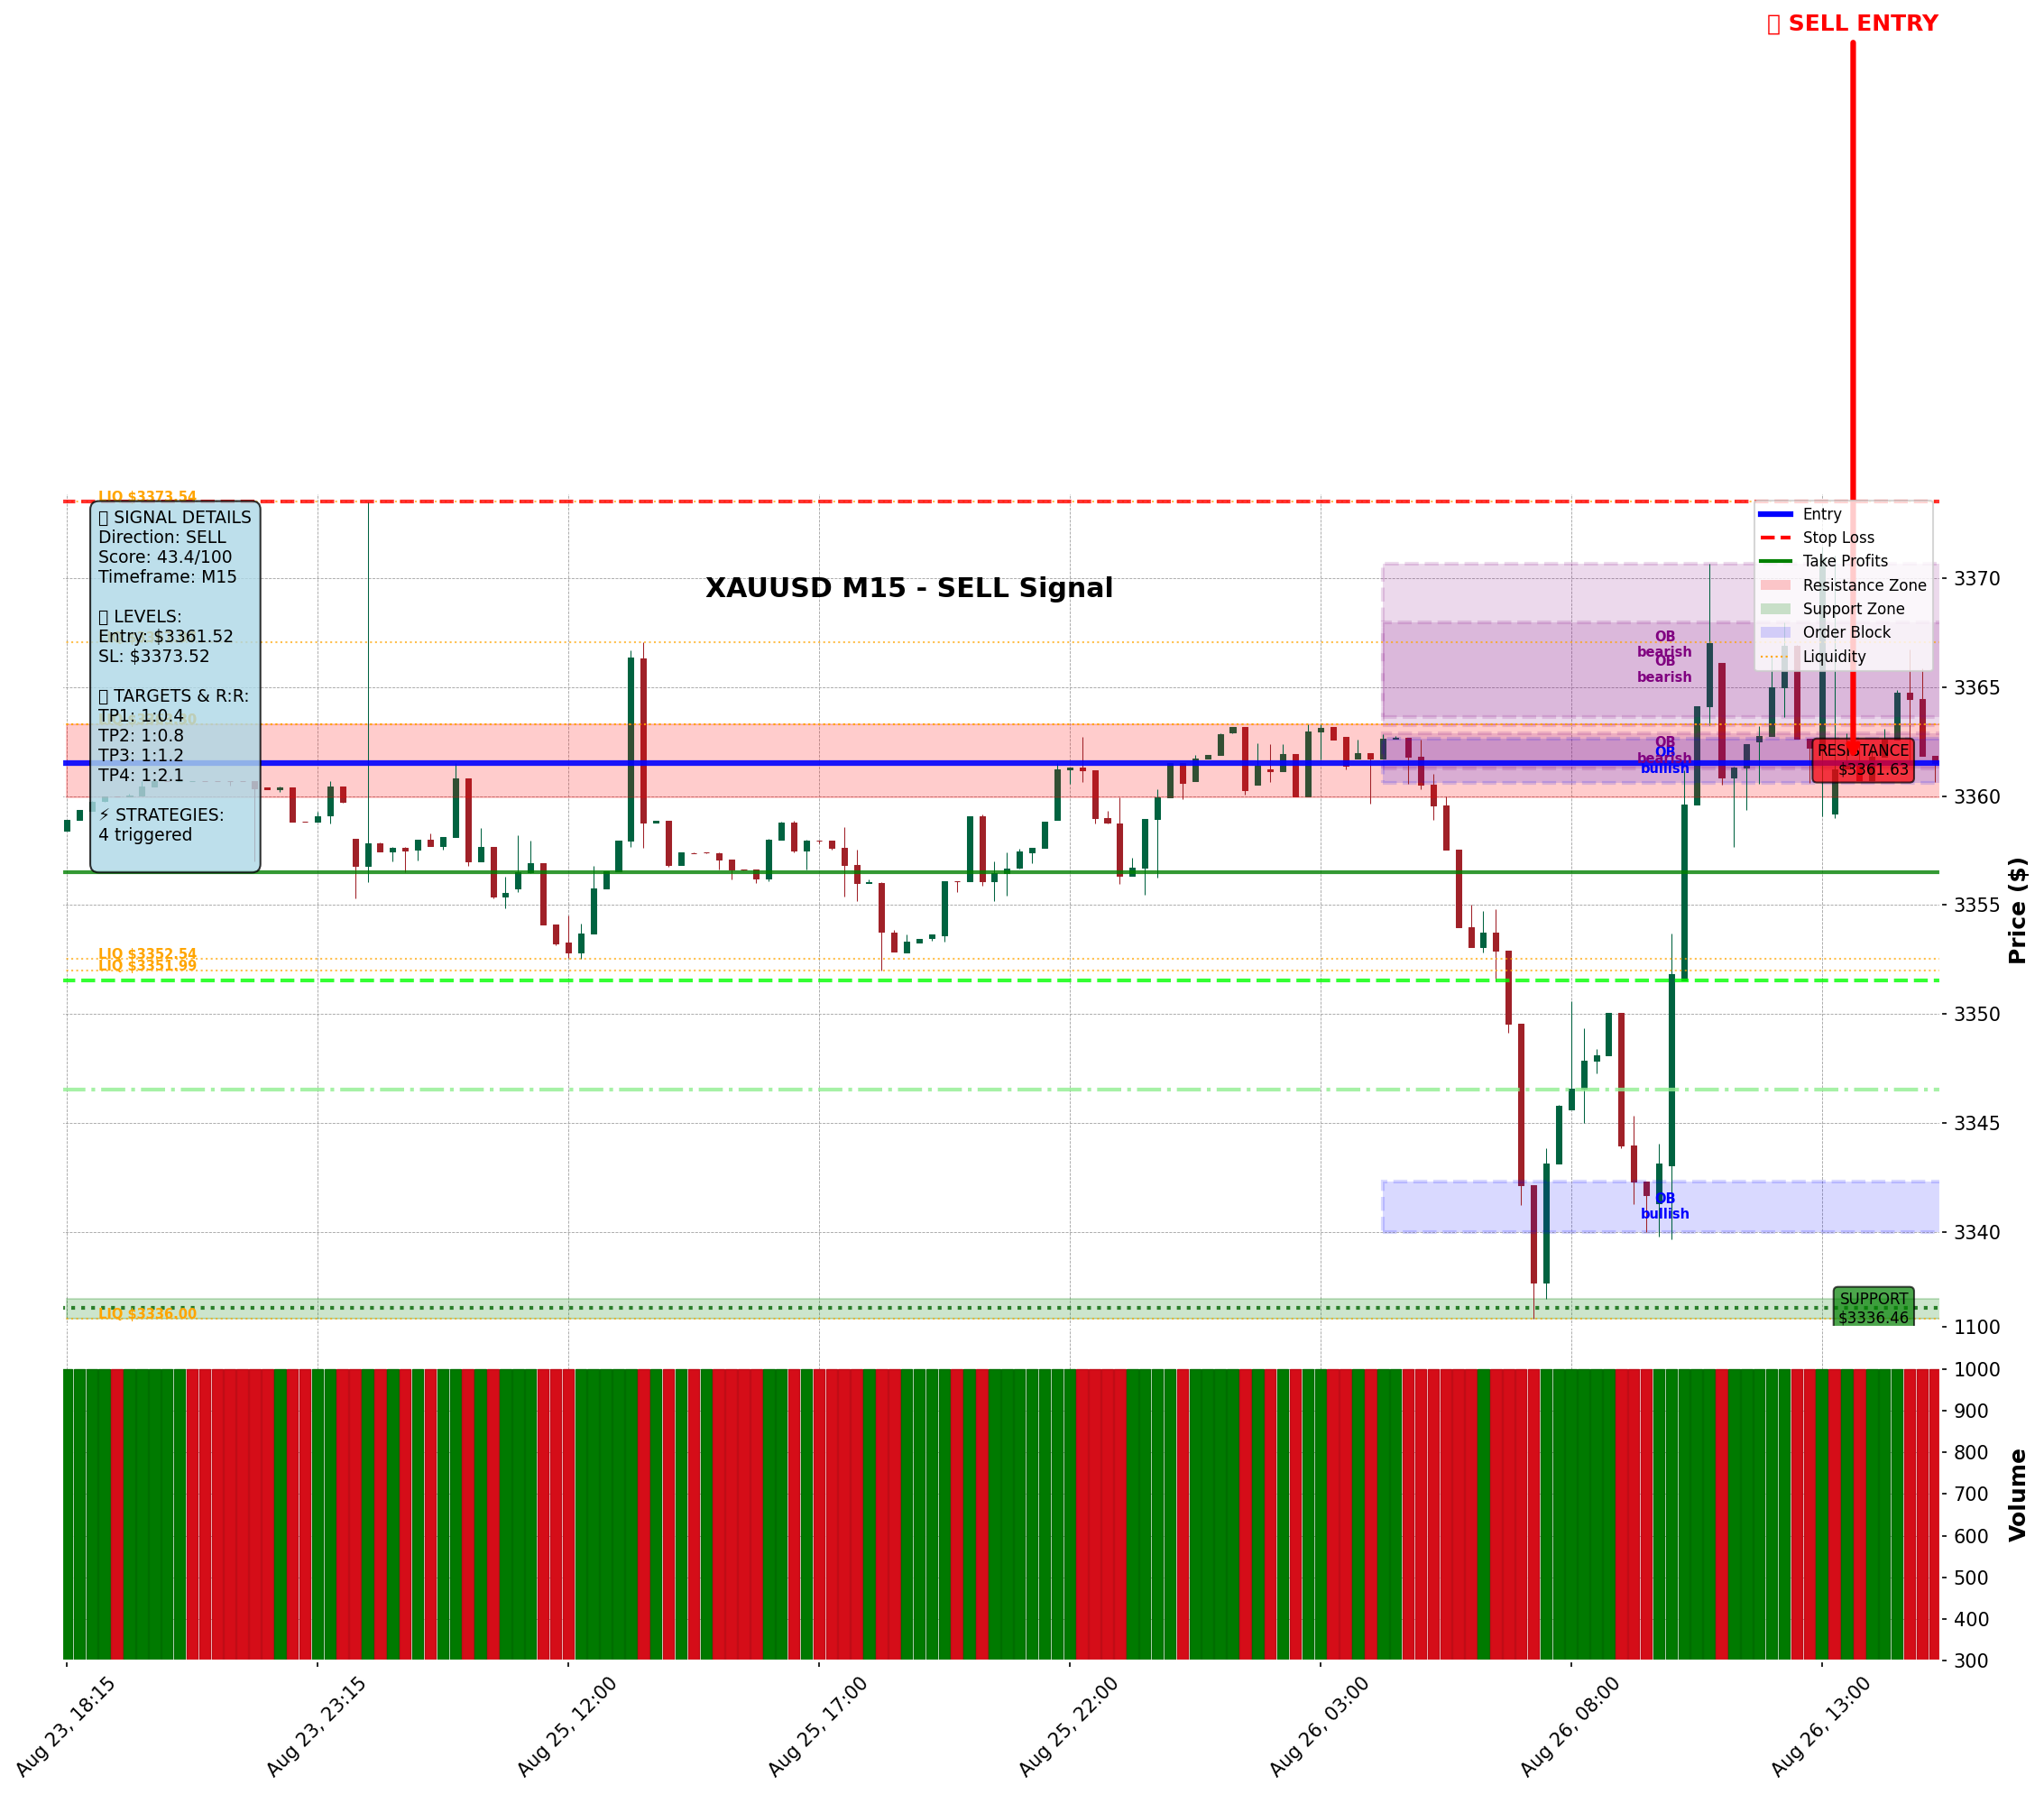 SELL ENTRY
LIQ $3373.54
SIGNAL DETAILS
Direction: SELL
Score: 43.4/100
Timeframe: M15
LEVELS:
Entry: $3361.52
SL: $3373.52
TARGETS & R:R:
TP1: 1:0.4
TP2: 1:0.8
TP3: 1:1.2
TP4: 1:2.1
⚡ STRATEGIES:
4 triggered
XAUUSD M15 - SELL Signal
Entry
Stop Loss
Take Profits
Resistance Zone
Support Zone
Order Block
Liquidity
OB
bearish
OB
bearish
OB
bearish
OB
bullish
RESISTANCE
$3361.63
LIQ $3352.54
LIQ $3351.99
OB
bullish
SUPPORT
$3336.46
LIQ $3336.00
3370
3365
3360
3355
3350
3345
3340
Price ($)
1100
1000
900
800
700
600
500
400
300
Volume
Aug 23, 18:15
Aug 23, 23:15
Aug 25, 12:00
Aug 25, 17:00
Aug 25, 22:00
Aug 26, 03:00
Aug 26, 08:00
Aug 26, 13:00